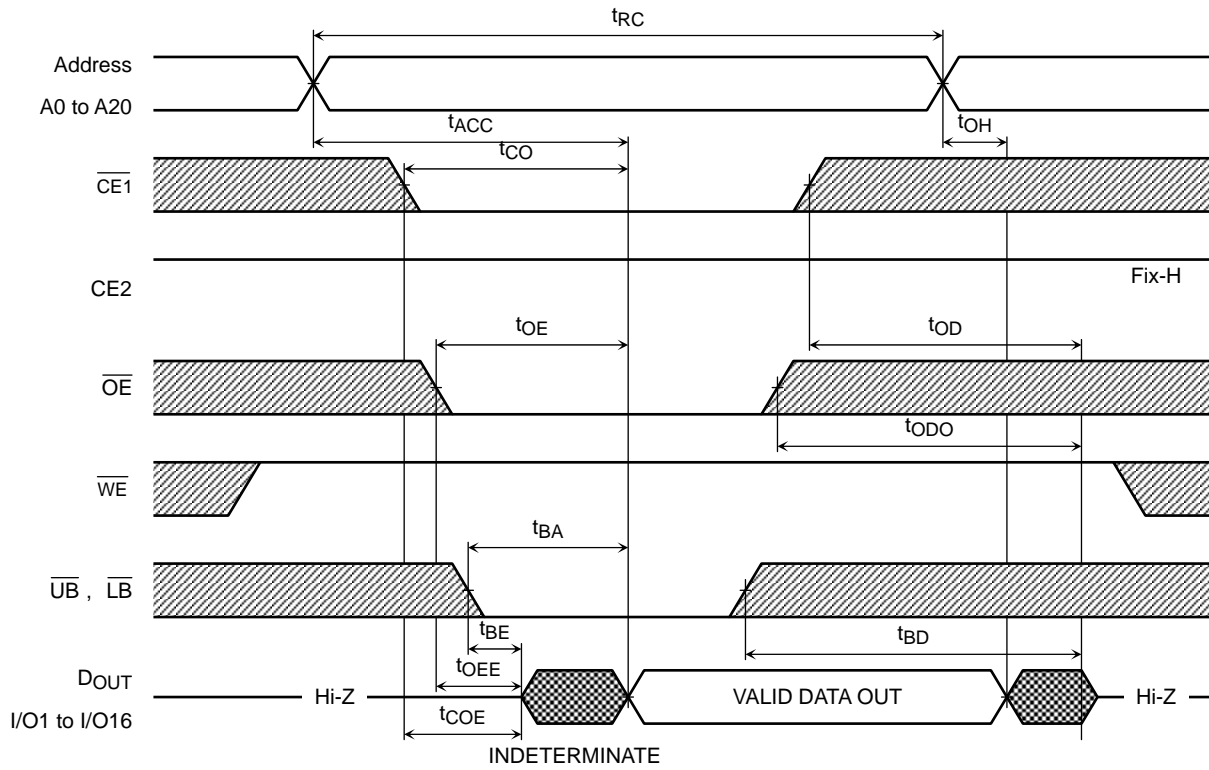 tRC
Address
A0 to A20
tACC
tOH
tCO
CE1
CE2
Fix-H
tOE
tOD
OE
tODO
WE
tBA
UB , LB
tBE
tBD
tOEE
DOUT
Hi-Z
VALID DATA OUT
Hi-Z
I/O1 to I/O16
tCOE
INDETERMINATE